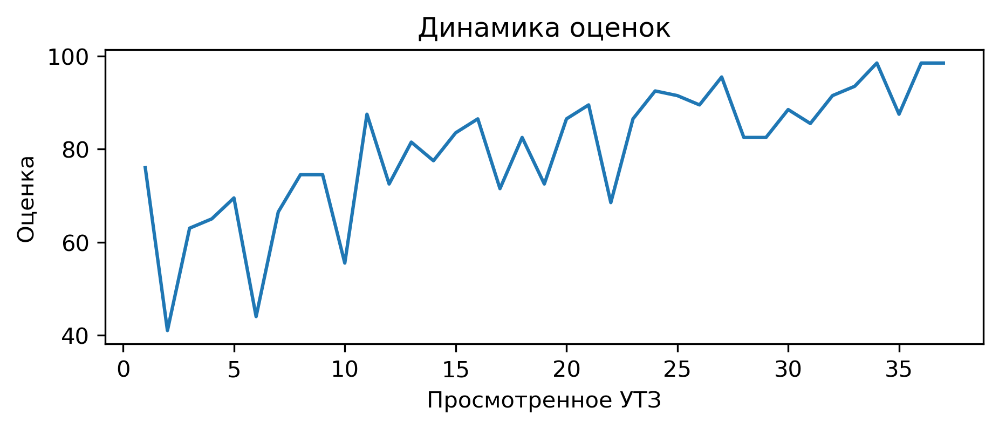 Динамика оценок
100
80
60
40
Оценка
0 5 10 15 20 25 30 35
Просмотренное УТЗ